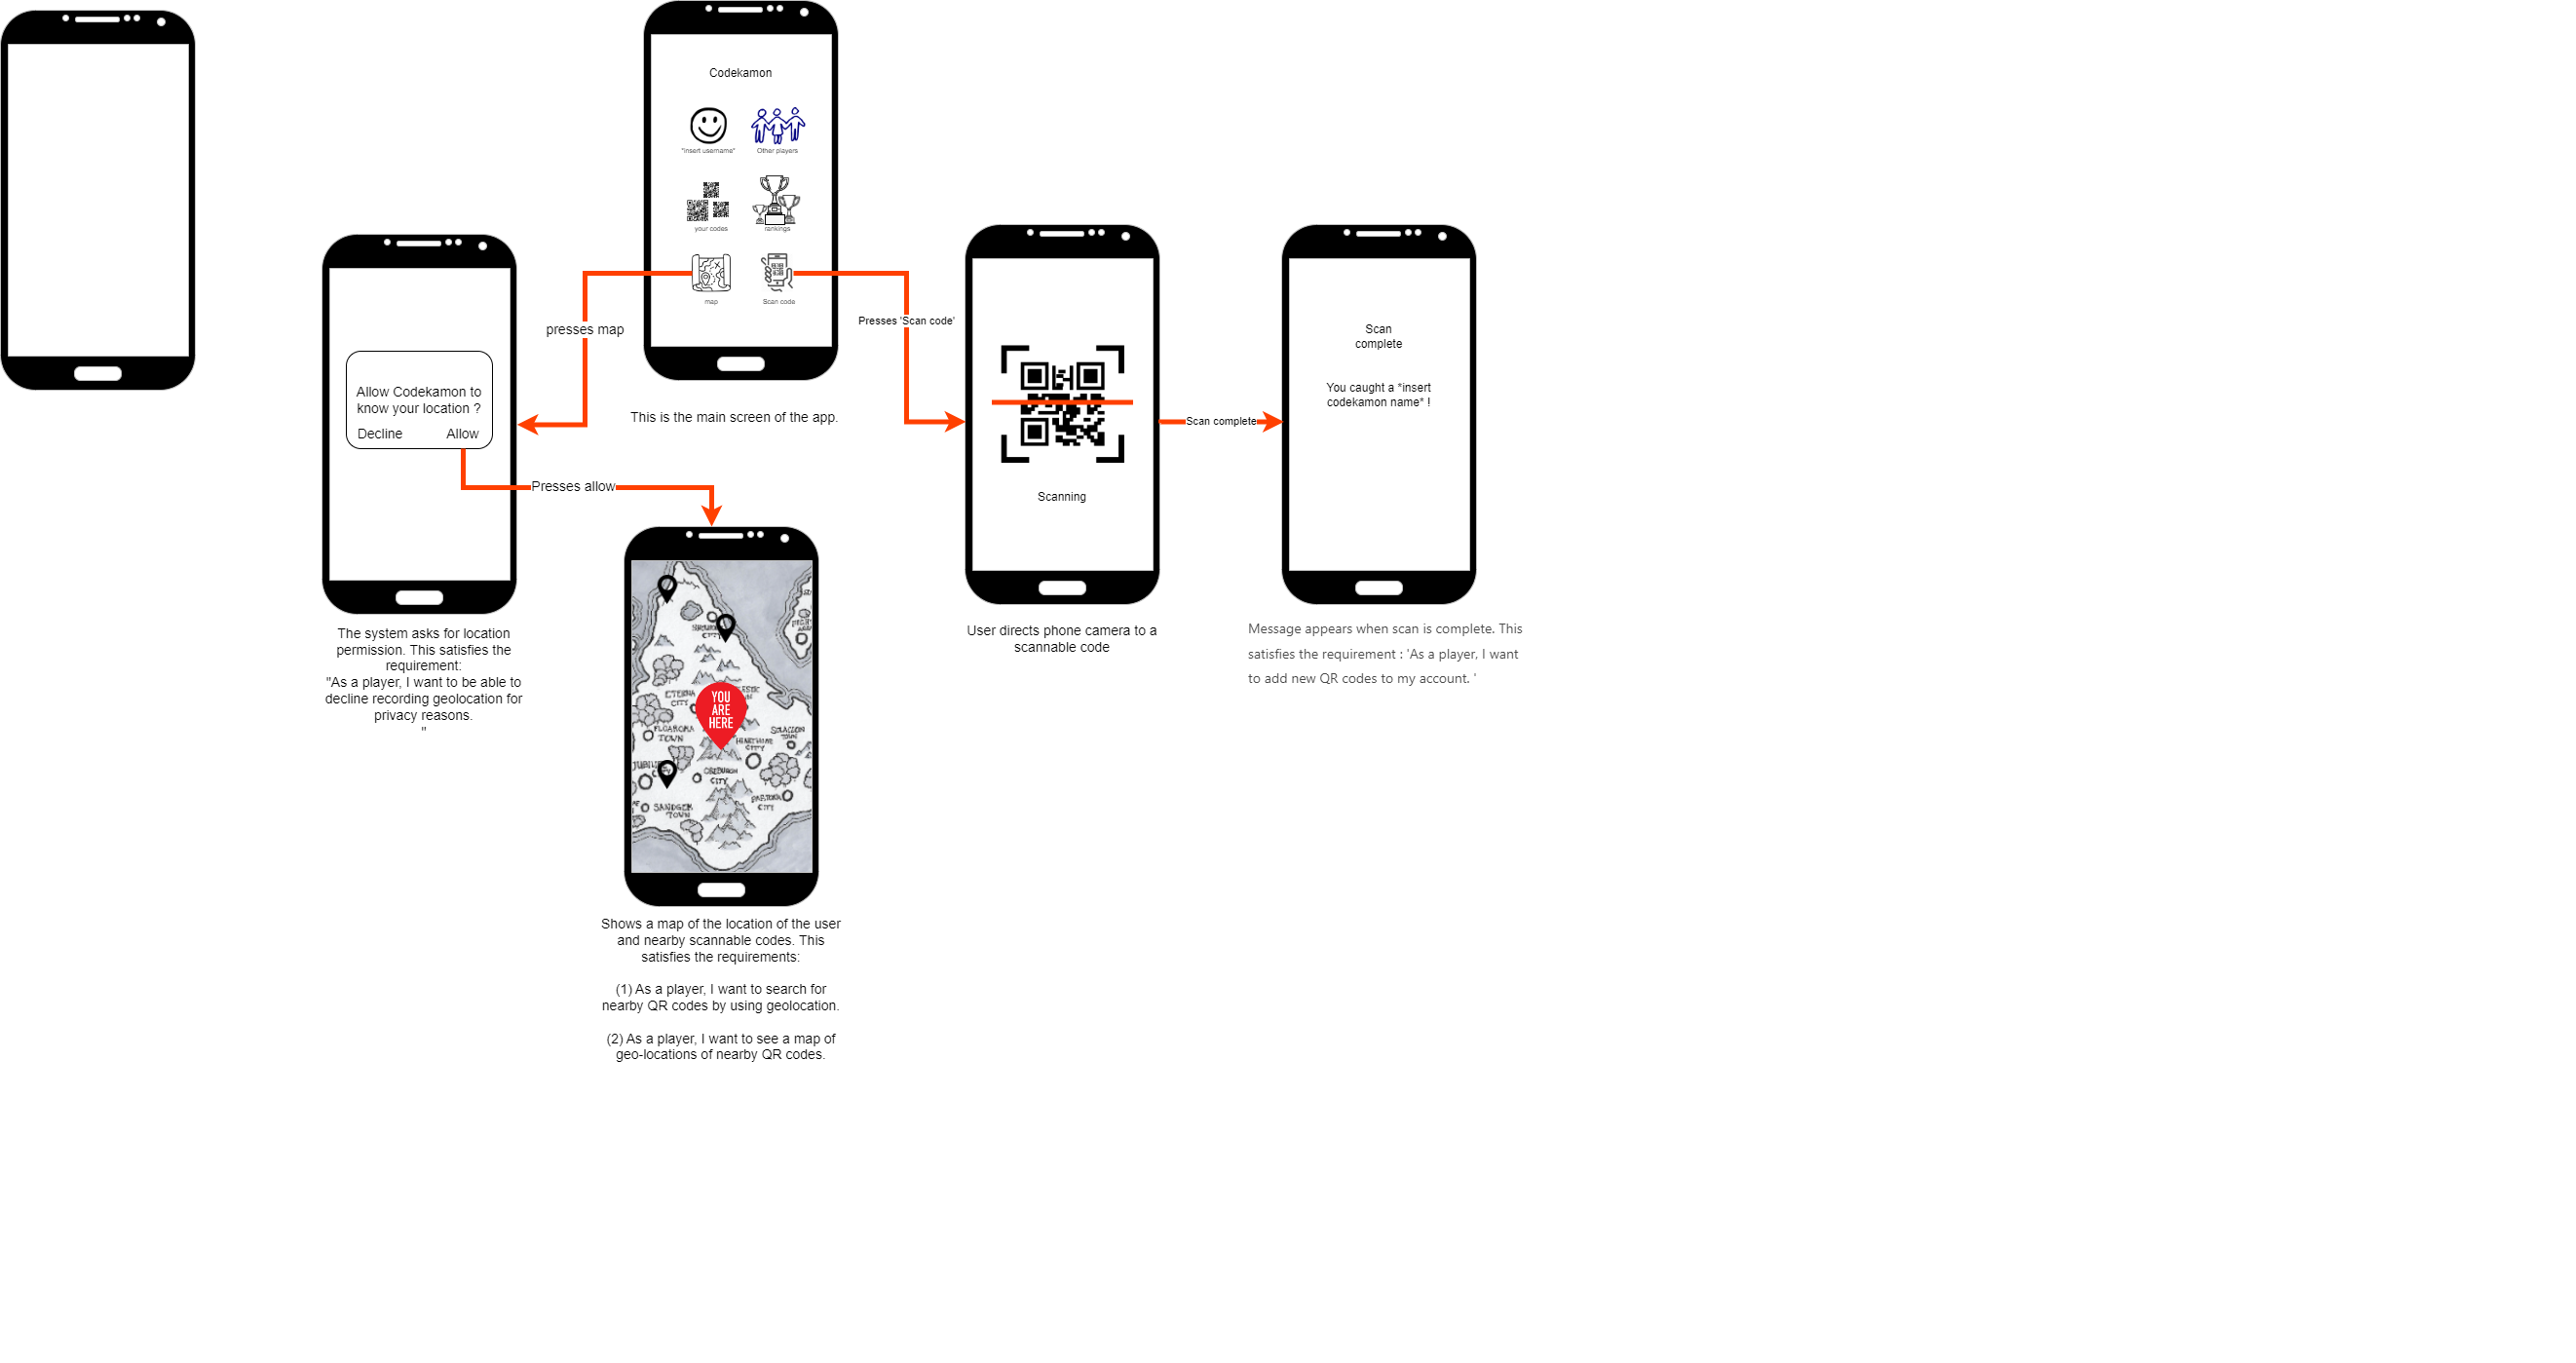 Codekamon
"insert username"
Other players
your codes
rankings
map
Scan code
presses map
Presses 'Scan code'
This is the main screen of the app.
Allow Codekamon to
know your location ?
Decline
Allow
Presses allow
The system asks for location
permission. This satisfies the
requirement:
"As a player, I want to be able to
decline recording geolocation for
privacy reasons.
"
YOU
ARE
HERE
ETERNA
CITY
FLOAROMA
TOWN
HEARTHOME
CITY
SOLACEON
TOWN
OREBURGH
CITY
PASTORIA
CITY
SANDGEM
TOWN
Shows a map of the location of the user
and nearby scannable codes. This
satisfies the requirements:
(1) As a player, I want to search for
nearby QR codes by using geolocation.
(2) As a player, I want to see a map of
geo-locations of nearby QR codes.
Scanning
User directs phone camera to a
scannable code
Scan complete
Scan
complete
You caught a *insert
codekamon name* !
Message appears when scan is complete. This
satisfies the requirement : 'As a player, I want
to add new QR codes to my account. '